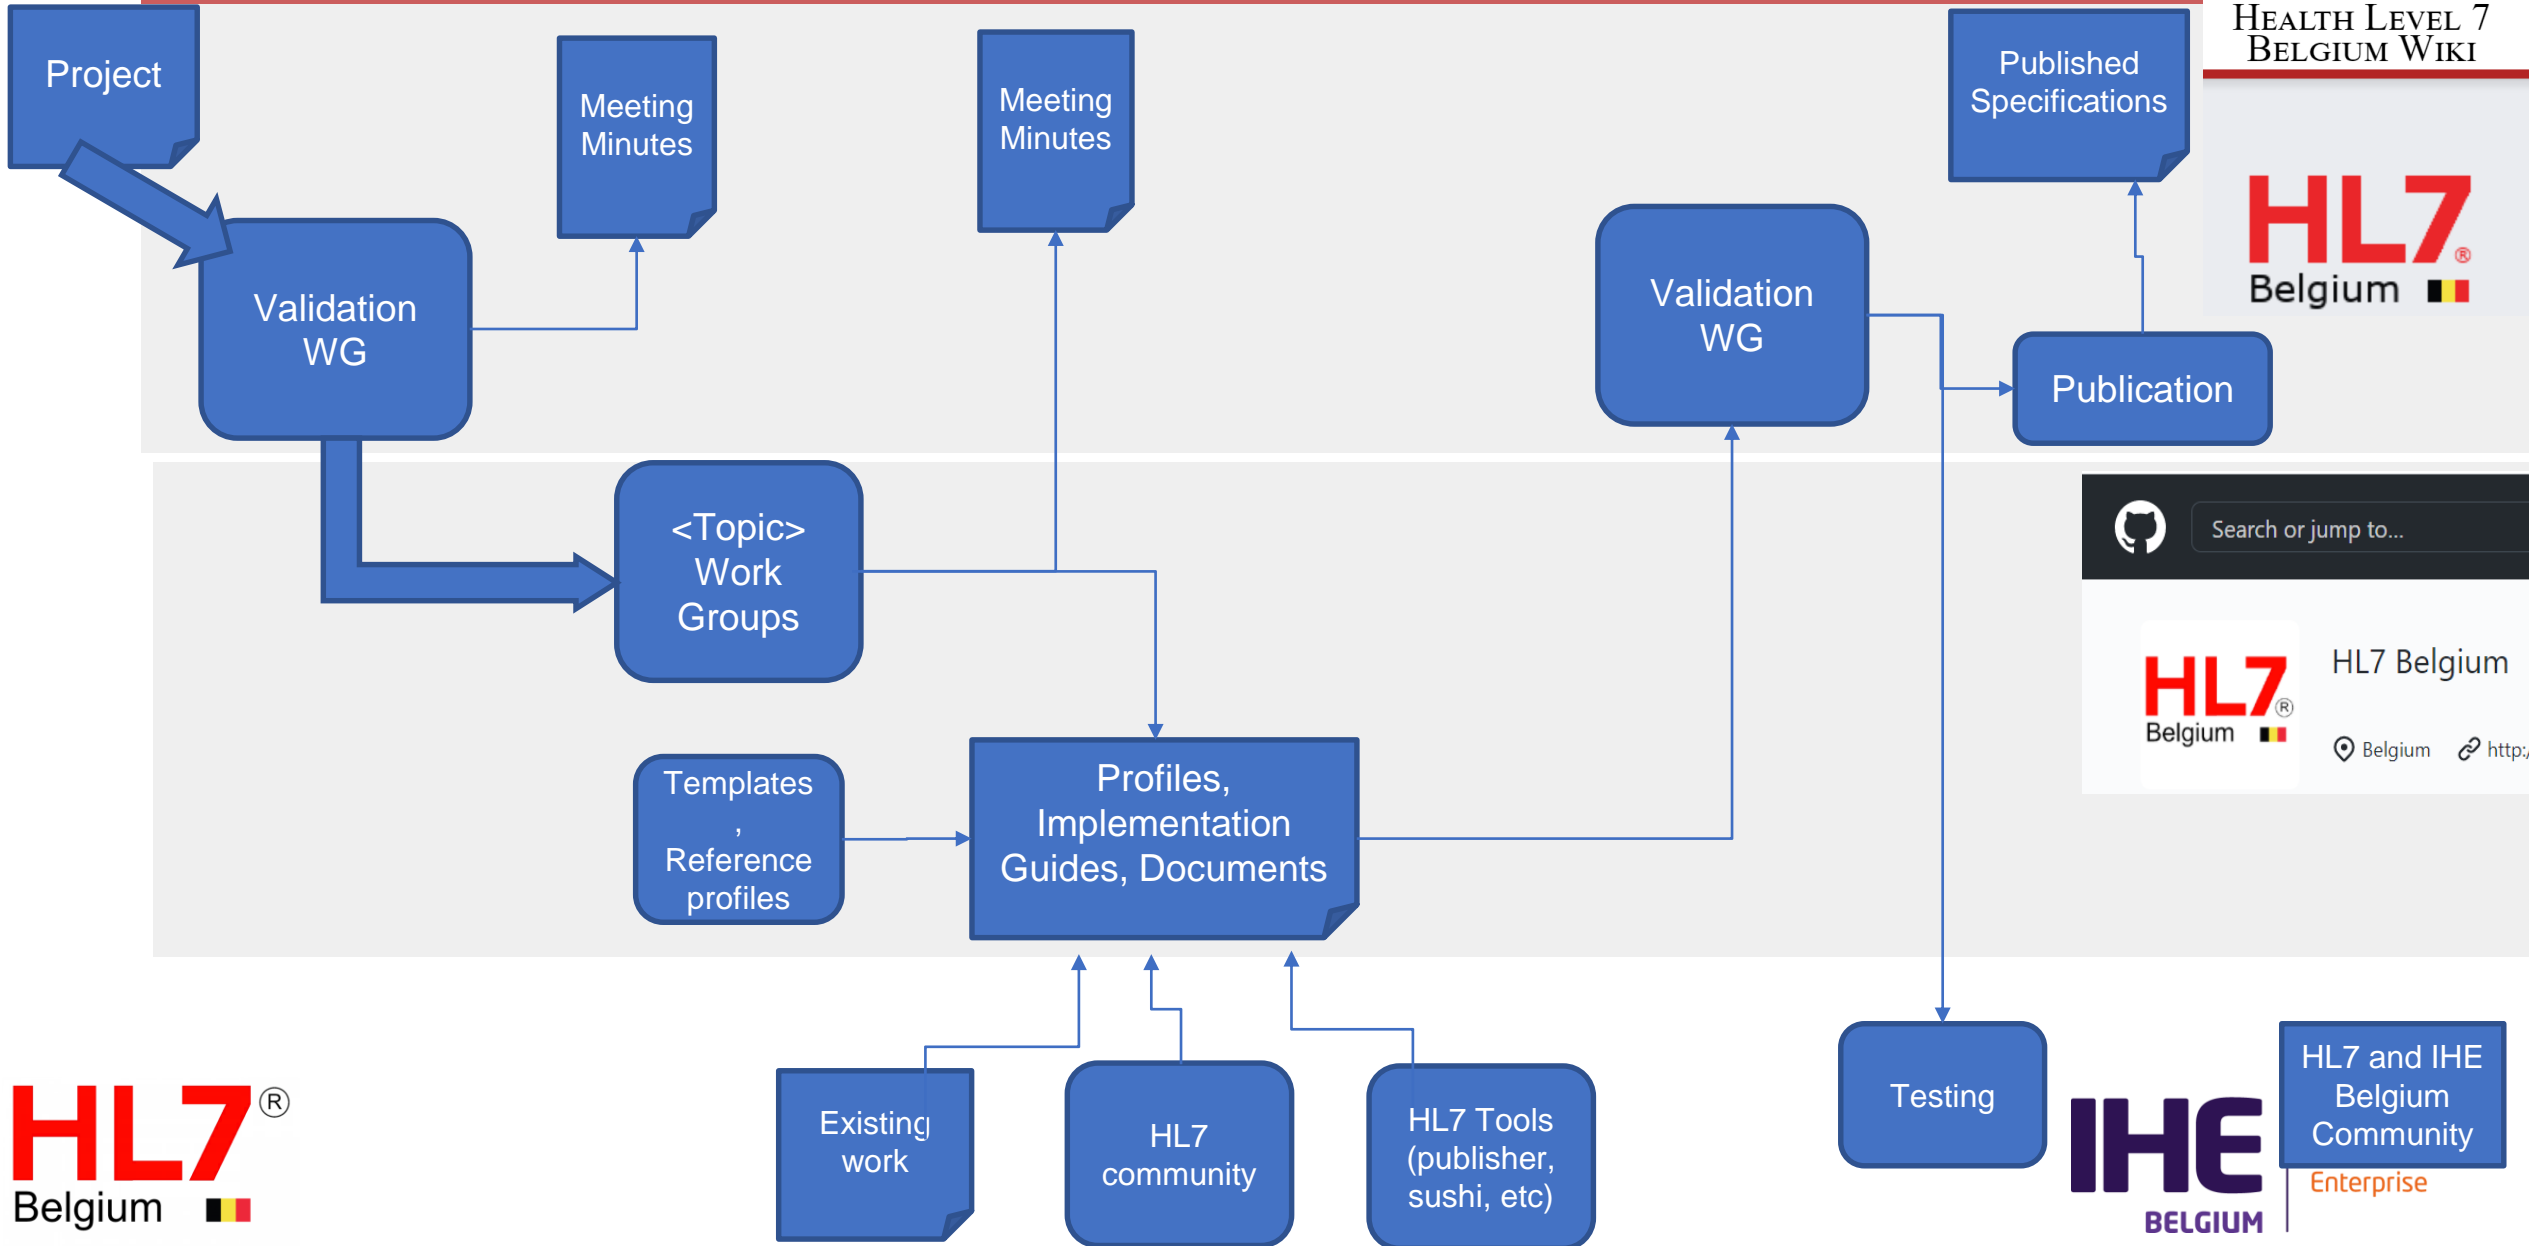 Project
Meeting
Minutes
Meeting
Minutes
Published
Specifications
HEALTH LEVEL 7
BELGIUM WIKI
HL7®
Belgium
Validation
WG
Validation
WG
Publication
<Topic>
Work
Groups
Search or jump to...
HL7®
Belgium
HL7 Belgium
Belgium http:/
Templates
,
Reference
profiles
Profiles,
Implementation
Guides, Documents
HL7®
Belgium
Existing
work
HL7
community
HL7 Tools
(publisher,
sushi, etc)
Testing
IHE
BELGIUM
HL7 and IHE
Belgium
Community
Enterprise